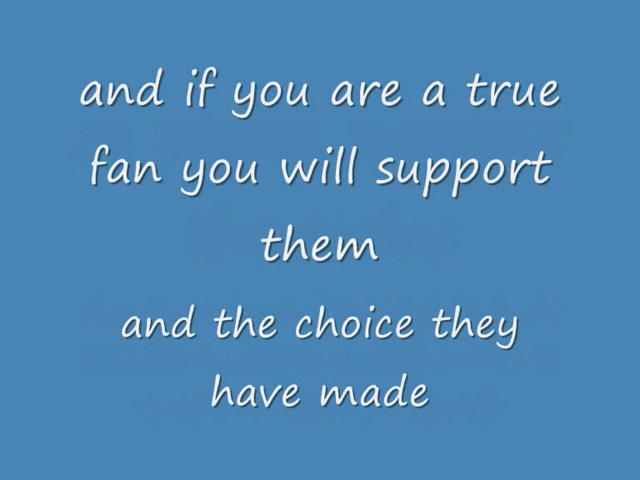 and if you are a true
fan you will support
them
and the choice they
have made